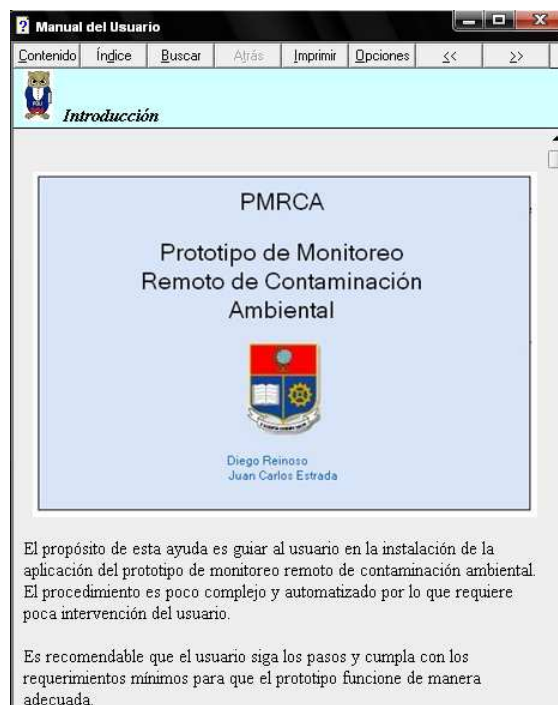 Manual del Usuario
Contenido Índice Buscar Atrás Imprimir Opciones << >>
Introducción
PMRCA
Prototipo de Monitoreo
Remoto de Contaminación
Ambiental
Diego Reinoso
Juan Carlos Estrada
El propósito de esta ayuda es guiar al usuario en la instalación de la
aplicación del prototipo de monitoreo remoto de contaminación ambiental.
El procedimiento es poco complejo y automatizado por lo que requiere
poca intervención del usuario.
Es recomendable que el usuario siga los pasos y cumpla con los
requerimientos mínimos para que el prototipo funcione de manera
adecuada.